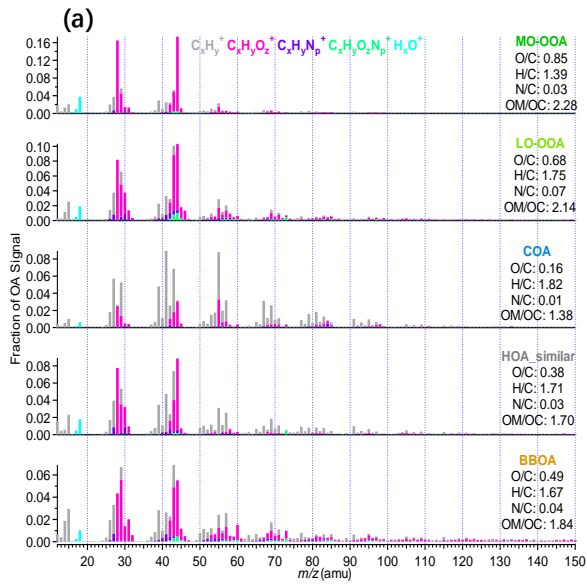 (a)
CxHy+ CxHyOz+ CxHyNp+ CxHyOzNp+ HxO+
Fraction of OA Signal
0.16
0.12
0.08
0.04
0.00
MO-OOA
O/C: 0.85
H/C: 1.39
N/C: 0.03
OM/OC: 2.28
0.10
0.08
0.06
0.04
0.02
0.00
LO-OOA
O/C: 0.68
H/C: 1.75
N/C: 0.07
OM/OC: 2.14
0.08
0.06
0.04
0.02
0.00
COA
O/C: 0.16
H/C: 1.82
N/C: 0.01
OM/OC: 1.38
0.08
0.06
0.04
0.02
0.00
HOA_similar
O/C: 0.38
H/C: 1.71
N/C: 0.03
OM/OC: 1.70
0.06
0.04
0.02
0.00
BBOA
O/C: 0.49
H/C: 1.67
N/C: 0.04
OM/OC: 1.84
20 30 40 50 60 70 80 90 100 110 120 130 140 150
m/z (amu)